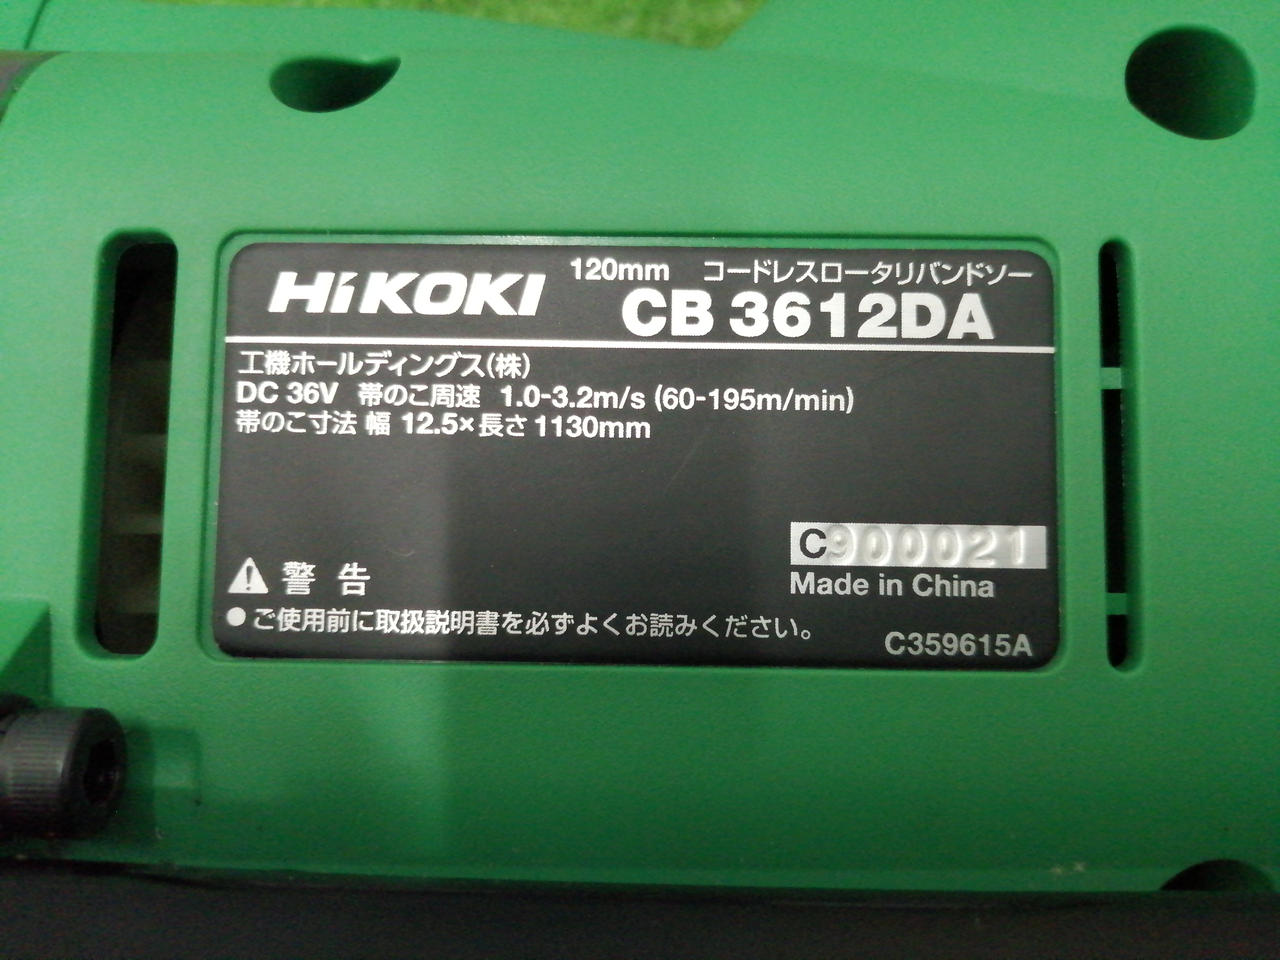 HiKOKI
120mm コードレスロータリバンドソー
CB 3612DA
工機ホールディングス(株)
DC 36V 帯のこ周速 1.0-3.2m/s (60-195m/min)
帯のこ寸法 幅 12.5×長さ 1130mm
C900021
Made in China
警 告
●ご使用前に取扱説明書を必ずよくお読みください。
C359615A